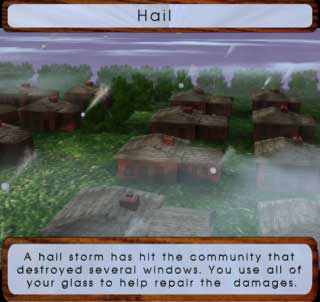 Hail
A hail storm has hit the community that
destroyed several windows. You use all of
your glass to help repair the damages.